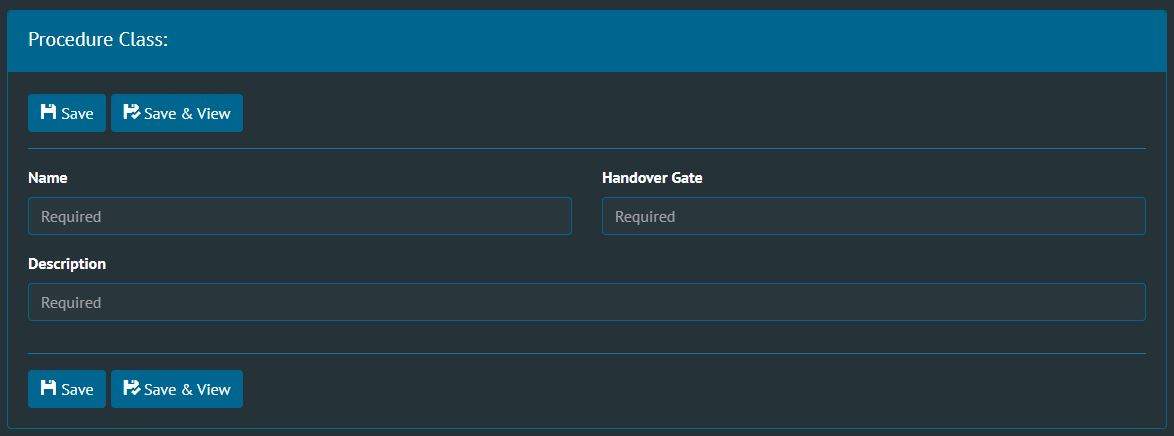 Procedure Class:
Save Save & View
Name Handover Gate
Required Required
Description
Required
Save Save & View